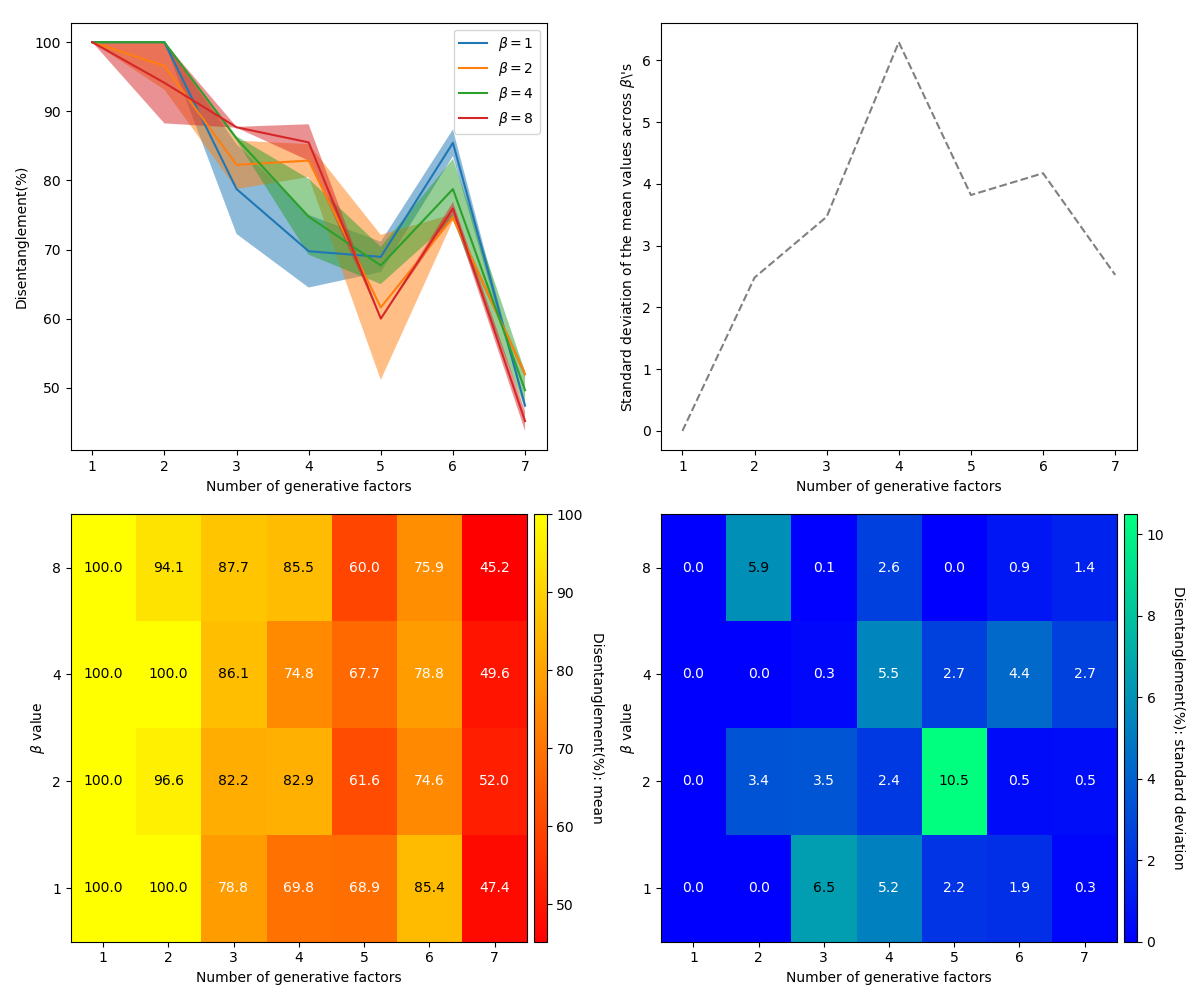 100
90
80
70
60
50
Disentanglement(%)
1 2 3 4 5 6 7
Number of generative factors
β = 1
β = 2
β = 4
β = 8
6
5
4
3
2
1
0
Standard deviation of the mean values across β\'s
1 2 3 4 5 6 7
Number of generative factors
8 100.0 94.1 87.7 85.5 60.0 75.9 45.2
4 100.0 100.0 86.1 74.8 67.7 78.8 49.6
2 100.0 96.6 82.2 82.9 61.6 74.6 52.0
1 100.0 100.0 78.8 69.8 68.9 85.4 47.4
β value
1 2 3 4 5 6 7
Number of generative factors
100
90
80
70
60
50
Disentanglement(%): mean
8 0.0 5.9 0.1 2.6 0.0 0.9 1.4
4 0.0 0.0 0.3 5.5 2.7 4.4 2.7
2 0.0 3.4 3.5 2.4 10.5 0.5 0.5
1 0.0 0.0 6.5 5.2 2.2 1.9 0.3
β value
1 2 3 4 5 6 7
Number of generative factors
10
8
6
4
2
0
Disentanglement(%): standard deviation